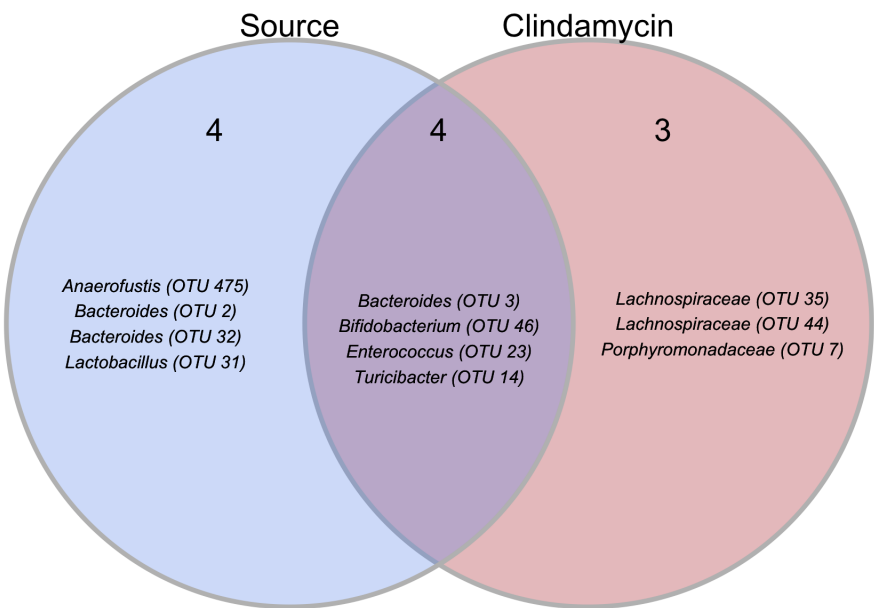 Source
Clindamycin
4
4
3
Anaerofustis (OTU 475)
Bacteroides (OTU 2)
Bacteroides (OTU 32)
Lactobacillus (OTU 31)
Bacteroides (OTU 3)
Bifidobacterium (OTU 46)
Enterococcus (OTU 23)
Turicibacter (OTU 14)
Lachnospiraceae (OTU 35)
Lachnospiraceae (OTU 44)
Porphyromonadaceae (OTU 7)